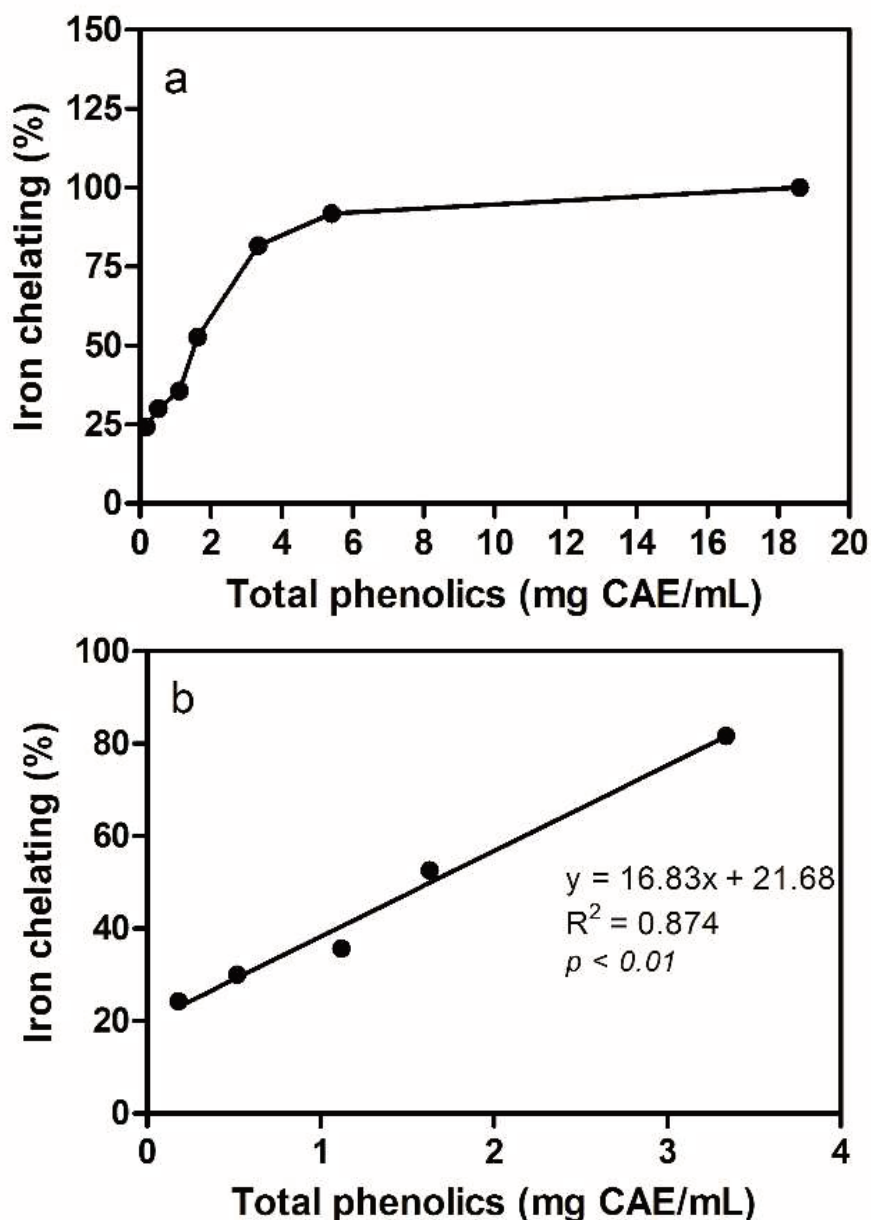 a
Iron chelating (%)
150
125
100
75
50
25
0
0 2 4 6 8 10 12 14 16 18 20
Total phenolics (mg CAE/mL)
b
Iron chelating (%)
100
80
60
40
20
0
y = 16.83x + 21.68
R² = 0.874
p < 0.01
0 1 2 3 4
Total phenolics (mg CAE/mL)